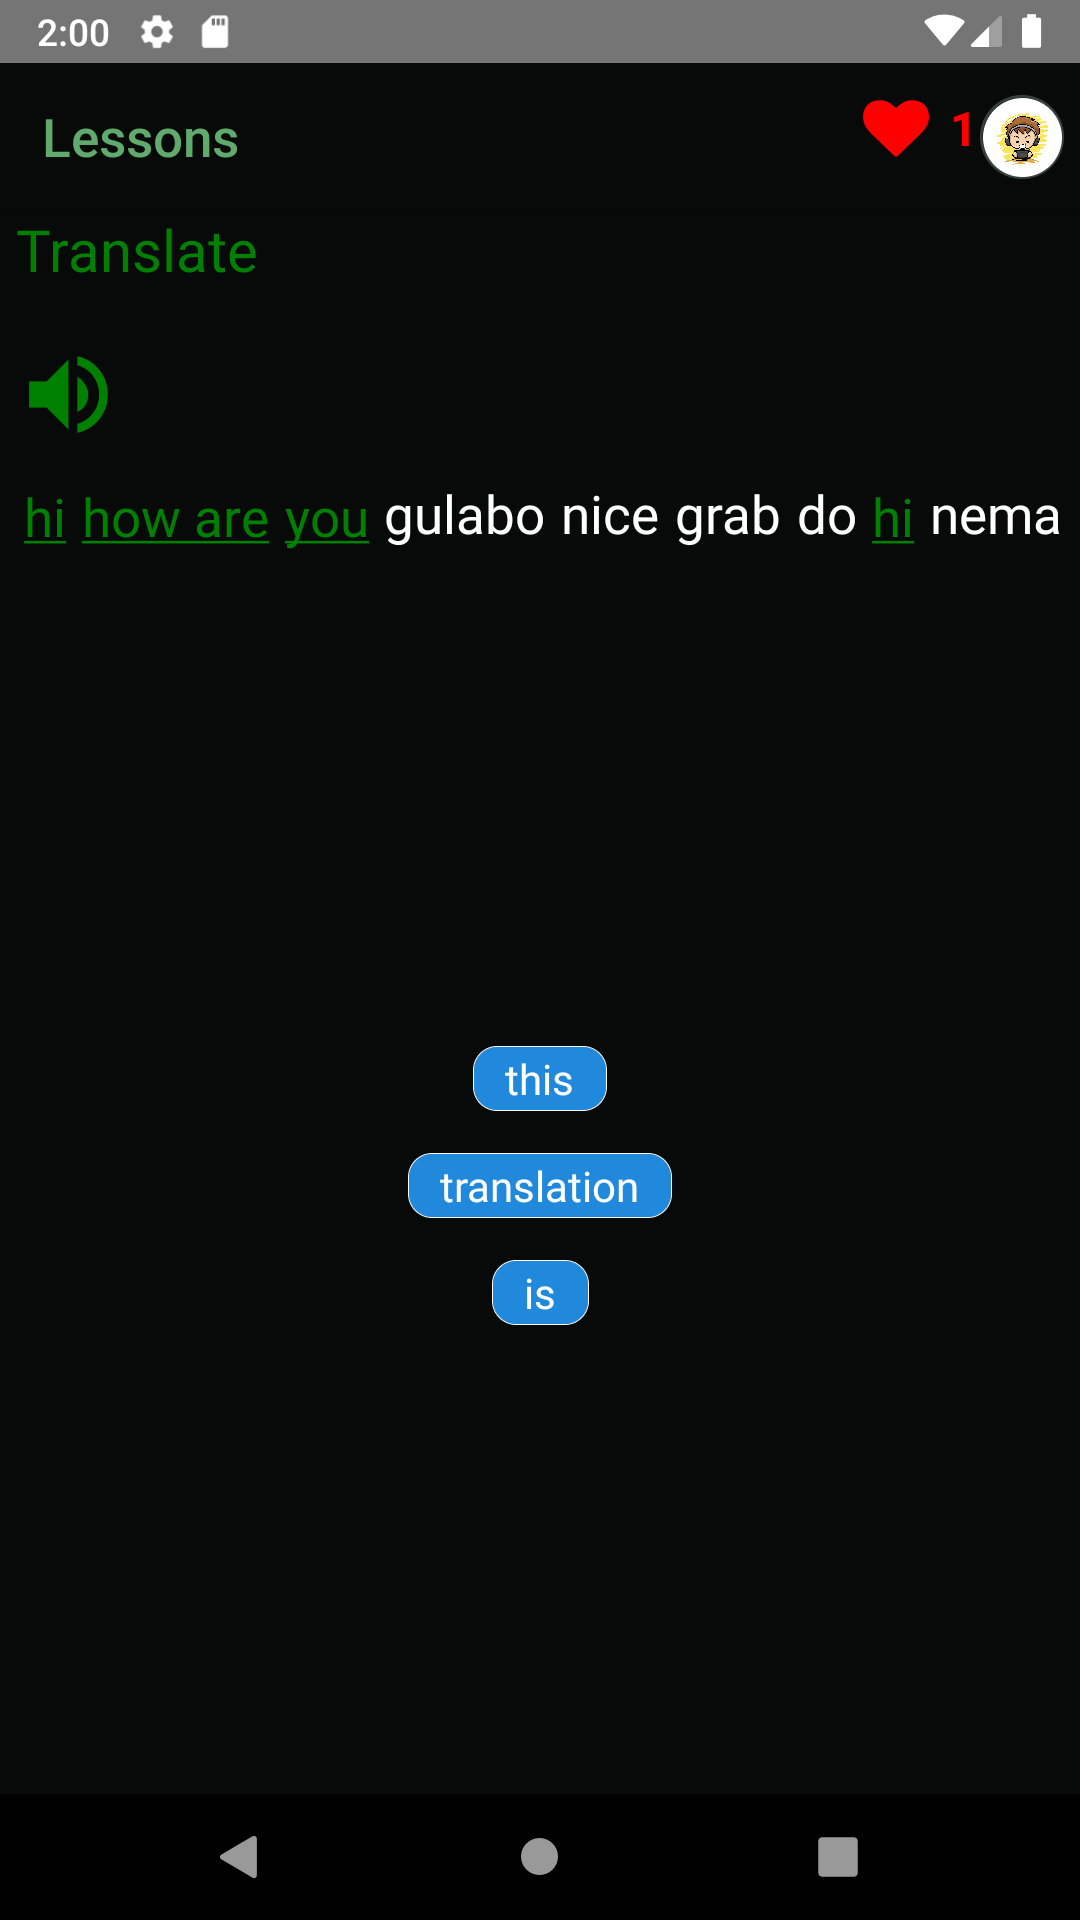 2:00
Lessons 1
Translate
hi how are you gulabo nice grab do hi nema
this
translation
is